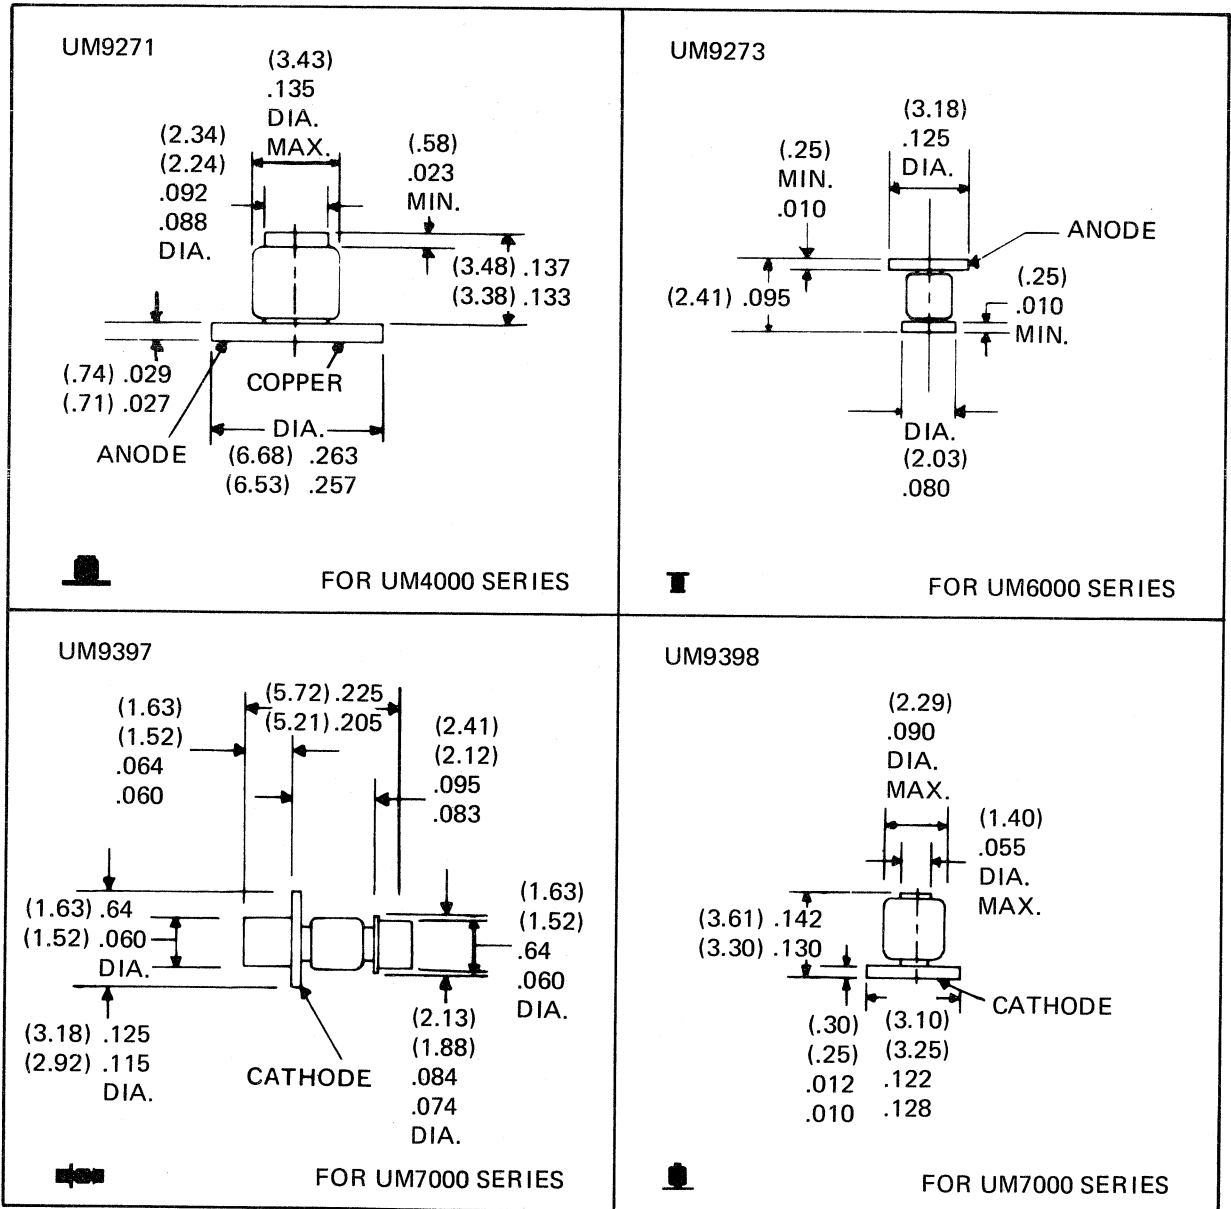 UM9271
(3.43)
.135
DIA.
MAX.
(2.34)
(2.24)
.092
.088
DIA.
(.58)
.023
MIN.
(3.48) .137
(3.38) .133
(.74) .029
(.71) .027
COPPER
ANODE
DIA.
(6.68) .263
(6.53) .257
FOR UM4000 SERIES
UM9273
(3.18)
.125
DIA.
(.25)
MIN.
.010
ANODE
(2.41) .095
(.25)
.010
MIN.
DIA.
(2.03)
.080
FOR UM6000 SERIES
UM9397
(5.72) .225
(5.21) .205
(1.63)
(1.52)
.064
.060
(2.41)
(2.12)
.095
.083
(1.63) .64
(1.52) .060
DIA.
(1.63)
(1.52)
.64
.060
DIA.
(3.18) .125
(2.92) .115
DIA.
CATHODE
(2.13)
(1.88)
.084
.074
DIA.
FOR UM7000 SERIES
UM9398
(2.29)
.090
DIA.
MAX.
(1.40)
.055
DIA.
MAX.
(3.61) .142
(3.30) .130
CATHODE
(.30)
(.25)
.012
.010
(3.10)
(3.25)
.122
.128
FOR UM7000 SERIES